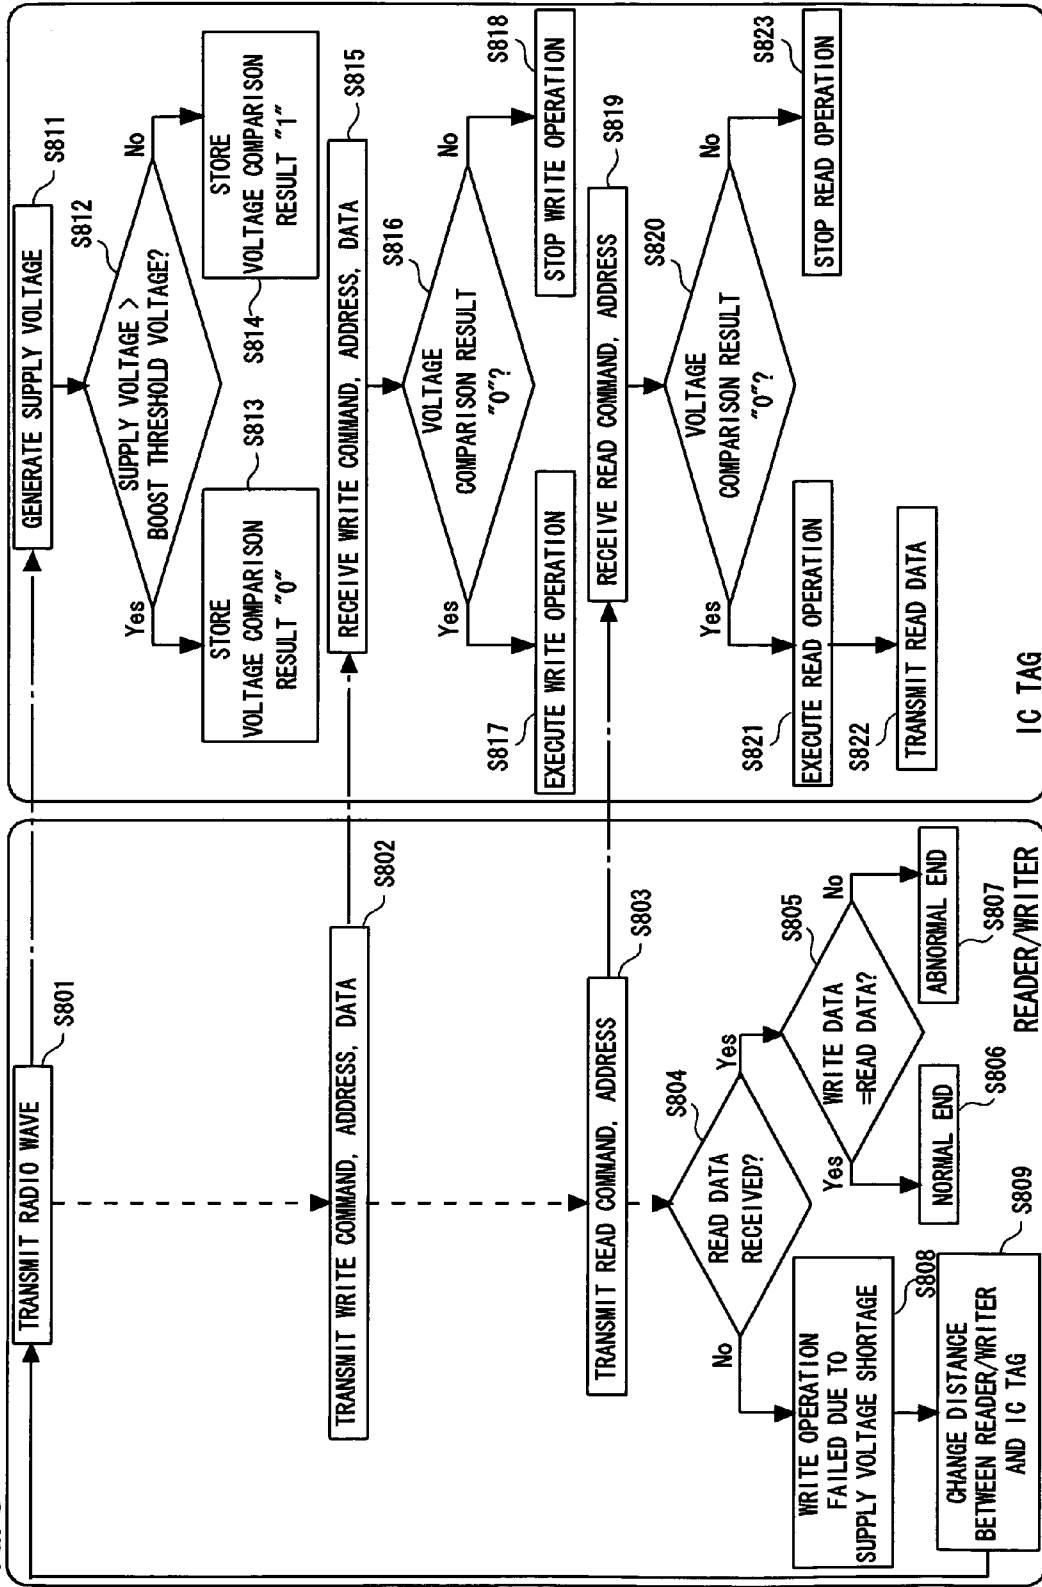 TRANSMIT RADIO WAVE
S801
TRANSMIT WRITE COMMAND, ADDRESS, DATA
S802
TRANSMIT READ COMMAND, ADDRESS
S803
READ DATA
RECEIVED?
S804
Yes
No
WRITE DATA
=READ DATA?
S805
Yes
No
NORMAL END
S806
ABNORMAL END
S807
WRITE OPERATION
FAILED DUE TO
SUPPLY VOLTAGE SHORTAGE
S808
CHANGE DISTANCE
BETWEEN READER/WRITER
AND IC TAG
S809
READER/WRITER
GENERATE SUPPLY VOLTAGE
S811
SUPPLY VOLTAGE >
BOOST THRESHOLD VOLTAGE?
S812
Yes
No
STORE
VOLTAGE COMPARISON
RESULT "0"
S813
STORE
VOLTAGE COMPARISON
RESULT "1"
S814
RECEIVE WRITE COMMAND, ADDRESS, DATA
S815
VOLTAGE
COMPARISON RESULT
"0"?
S816
Yes
No
EXECUTE WRITE OPERATION
S817
STOP WRITE OPERATION
S818
RECEIVE READ COMMAND, ADDRESS
S819
VOLTAGE
COMPARISON RESULT
"0"?
S820
Yes
No
EXECUTE READ OPERATION
S821
TRANSMIT READ DATA
S822
STOP READ OPERATION
S823
IC TAG